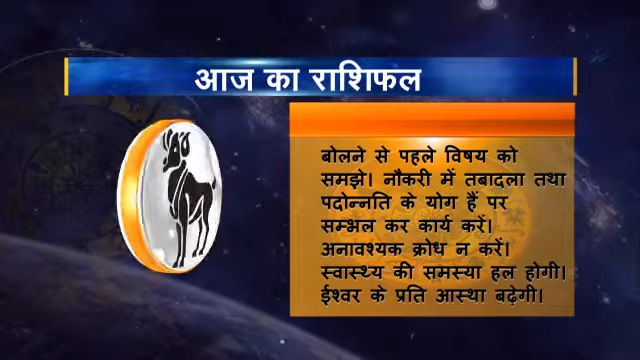 आज का राशिफल
बोलने से पहले विषय को
समझे। नौकरी में तबादला तथा
पदोन्नति के योग हैं पर
सम्भल कर कार्य करें।
अनावश्यक क्रोध न करें।
स्वास्थ्य की समस्या हल होगी।
ईश्वर के प्रति आस्था बढ़ेगी।